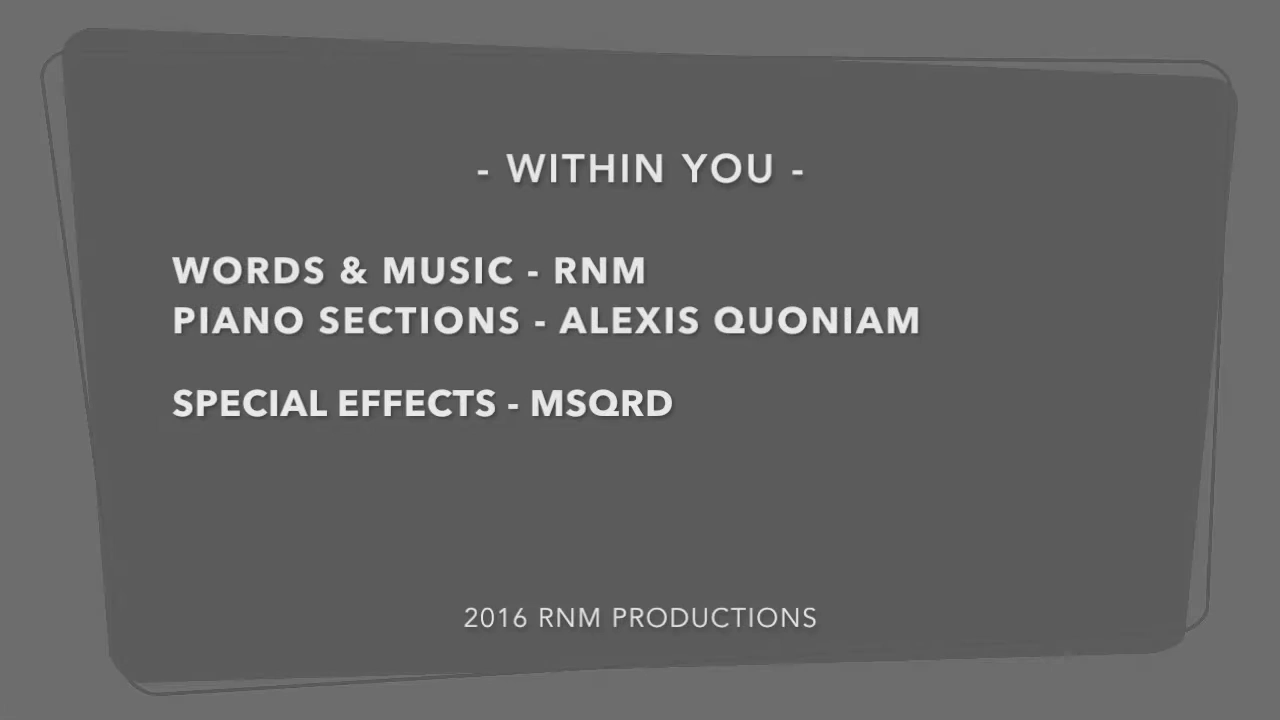 - WITHIN YOU -
WORDS & MUSIC - RNM
PIANO SECTIONS - ALEXIS QUONIAM
SPECIAL EFFECTS - MSQRD
2016 RNM PRODUCTIONS